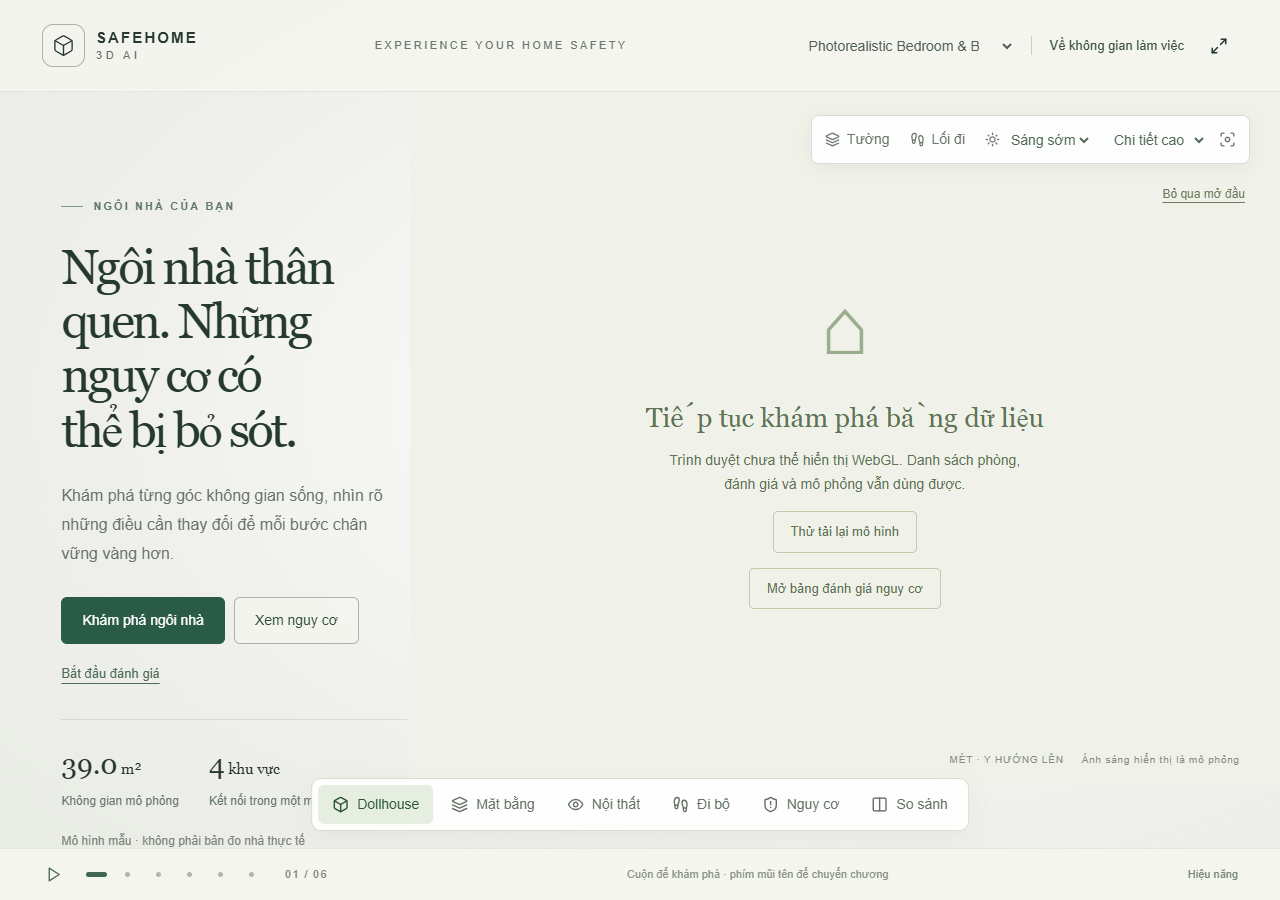 SAFEHOME
3D AI
EXPERIENCE YOUR HOME SAFETY
Photorealistic Bedroom & B
Về không gian làm việc
Tường
Lối đi
Sáng sớm
Chi tiết cao
Bỏ qua mở đầu
NGÔI NHÀ CỦA BẠN
Ngôi nhà thân
quen. Những
nguy cơ có
thể bị bỏ sót.
Khám phá từng góc không gian sống, nhìn rõ
những điều cần thay đổi để mỗi bước chân
vững vàng hơn.
Khám phá ngôi nhà
Xem nguy cơ
Bắt đầu đánh giá
39.0 m²
4 khu vực
Không gian mô phỏng
Kết nối trong một m
Mô hình mẫu · không phải bản đo nhà thực tế
Tiếp tục khám phá bằng dữ liệu
Trình duyệt chưa thể hiển thị WebGL. Danh sách phòng,
đánh giá và mô phỏng vẫn dùng được.
Thử tải lại mô hình
Mở bảng đánh giá nguy cơ
MÉT · Y HƯỚNG LÊN
Ánh sáng hiển thị là mô phỏng
Dollhouse
Mặt bằng
Nội thất
Đi bộ
Nguy cơ
So sánh
01 / 06
Cuộn để khám phá · phím mũi tên để chuyển chương
Hiệu năng